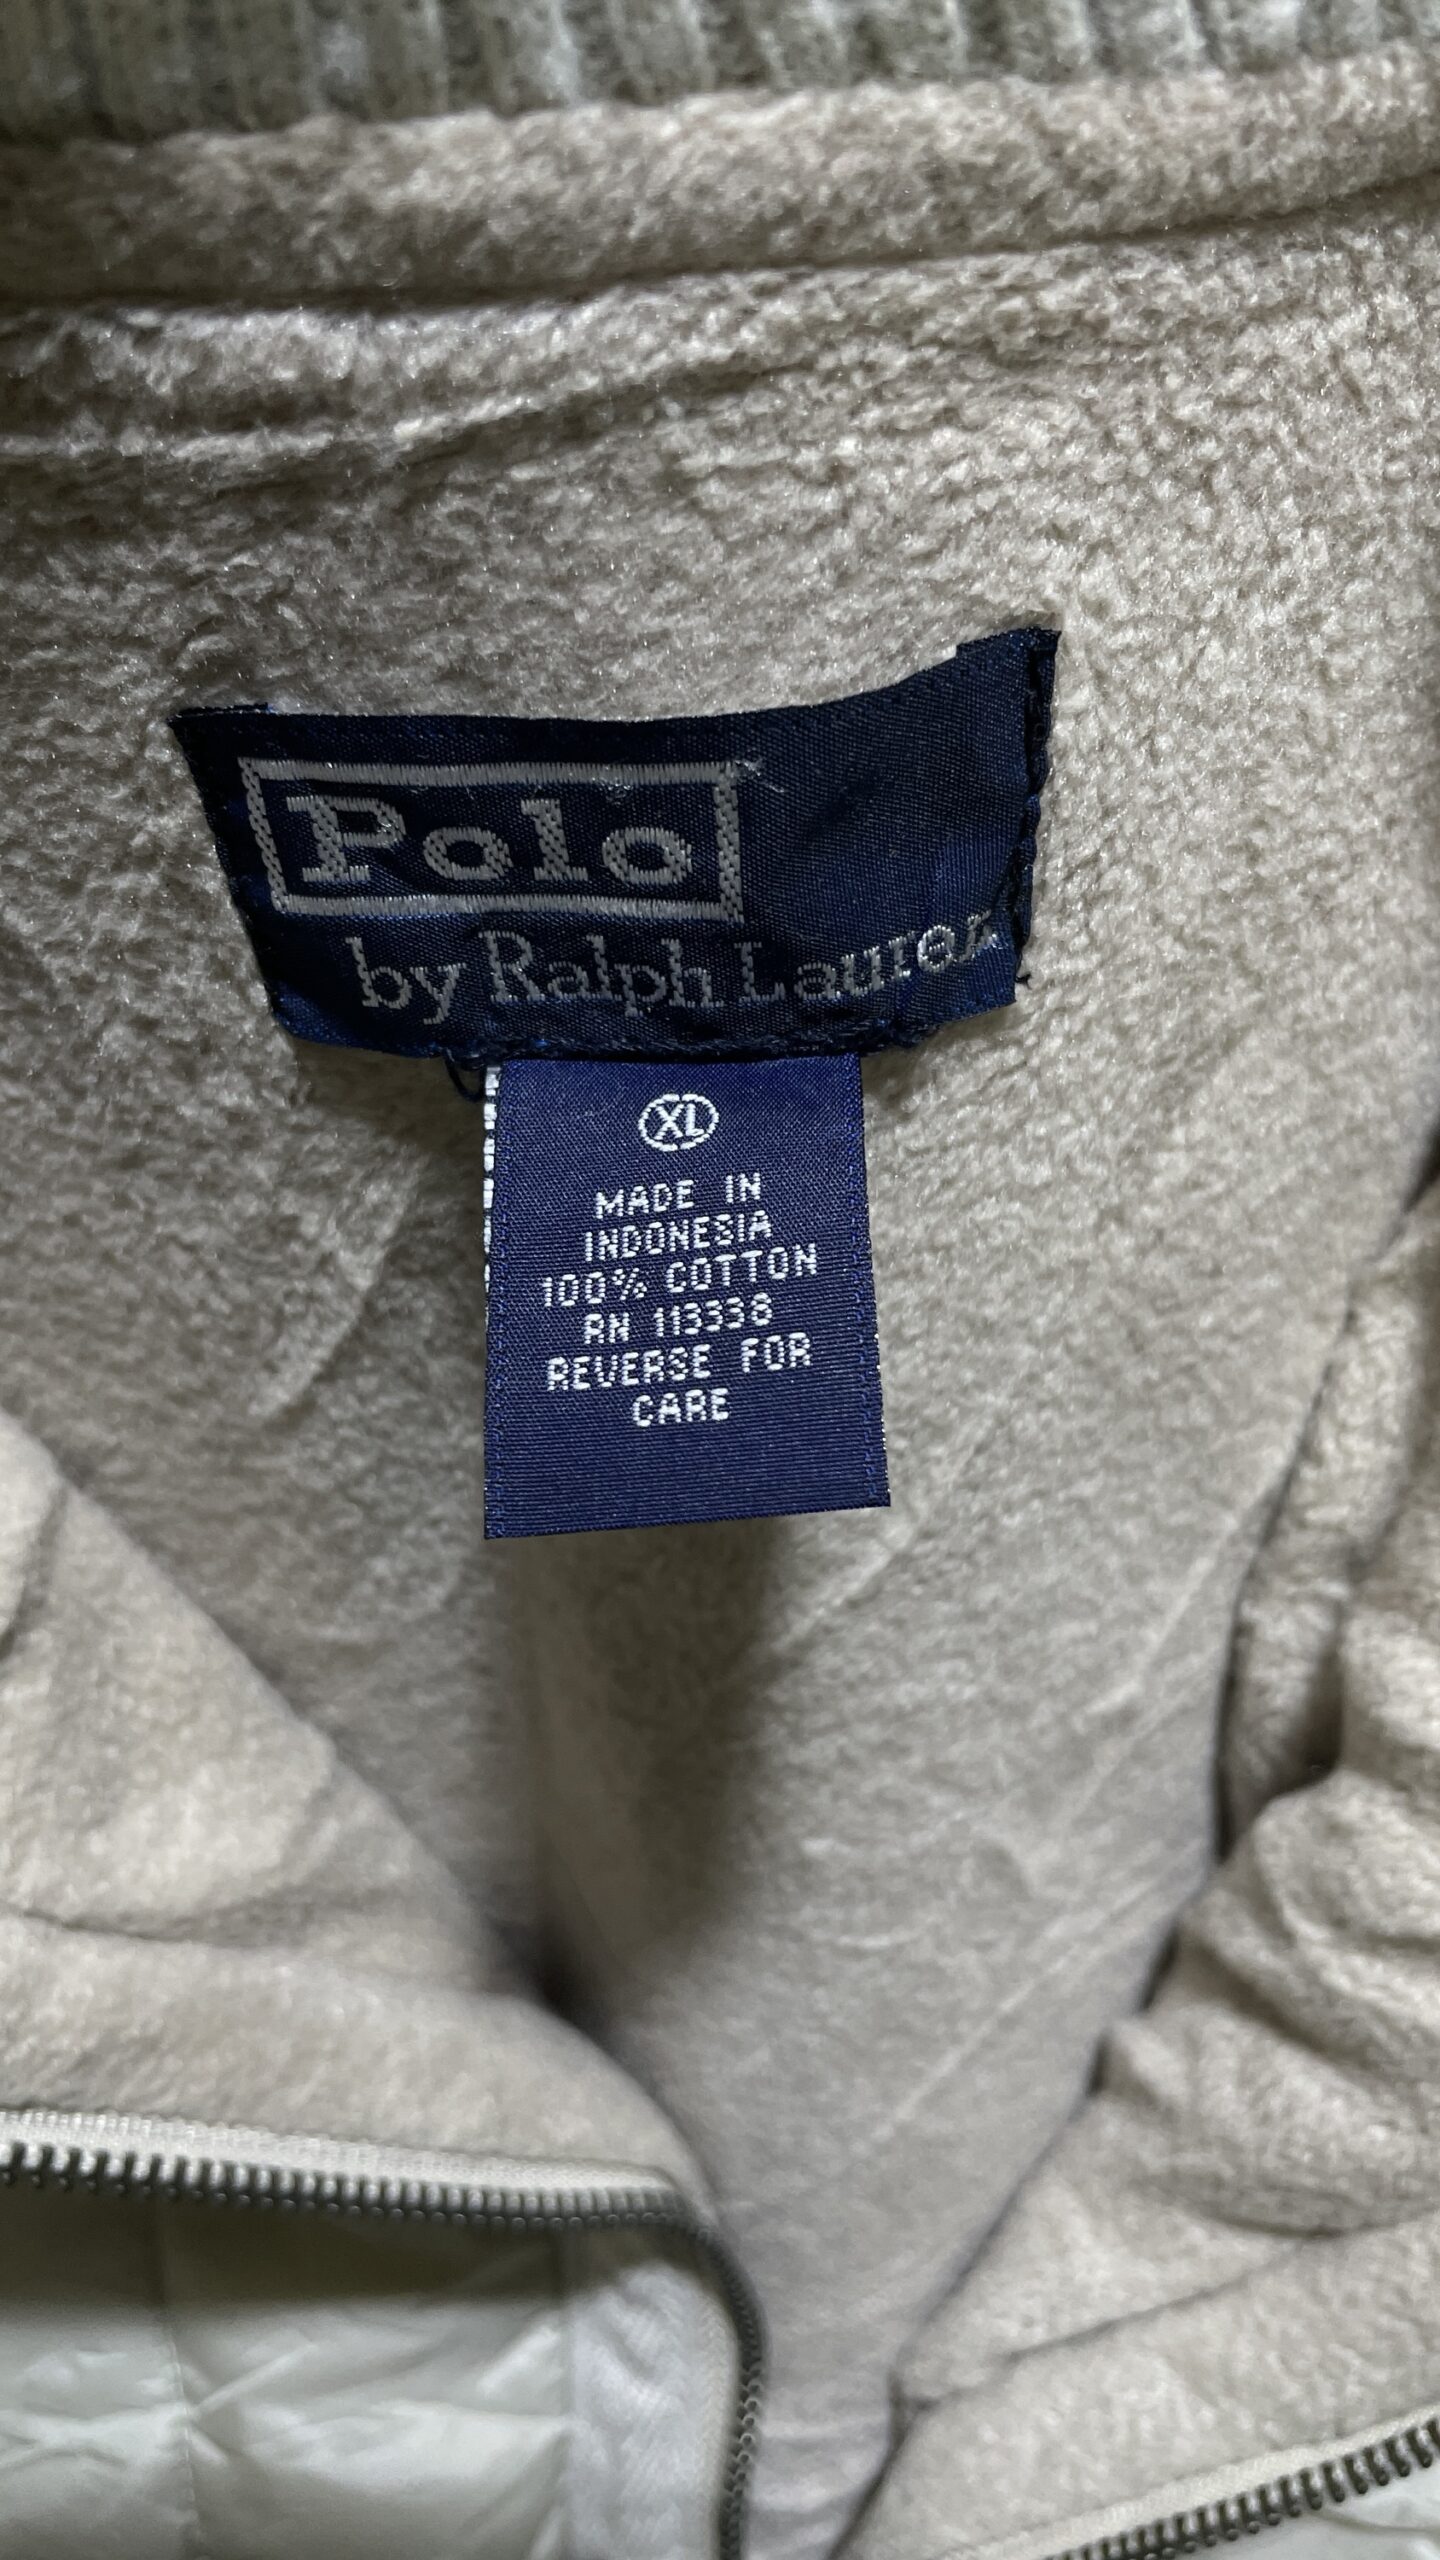 Polo
by Ralph Lauren
XL
MADE IN
INDONESIA
100% COTTON
RN 113338
REVERSE FOR
CARE